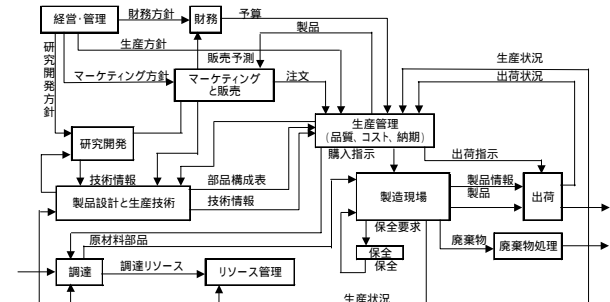 経営・管理
財務方針
財務
予算
製品
生産方針
研究開発方針
販売予測
生産状況
マーケティング方針
マーケティング
と販売
注文
出荷状況
生産管理
(品質、コスト、納期)
研究開発
購入指示
出荷指示
技術情報
部品構成表
製品設計と生産技術
技術情報
製造現場
製品情報
製品
出荷
保全要求
原材料部品
保全
保全
廃棄物
廃棄物処理
調達
調達リソース
リソース管理
生産状況